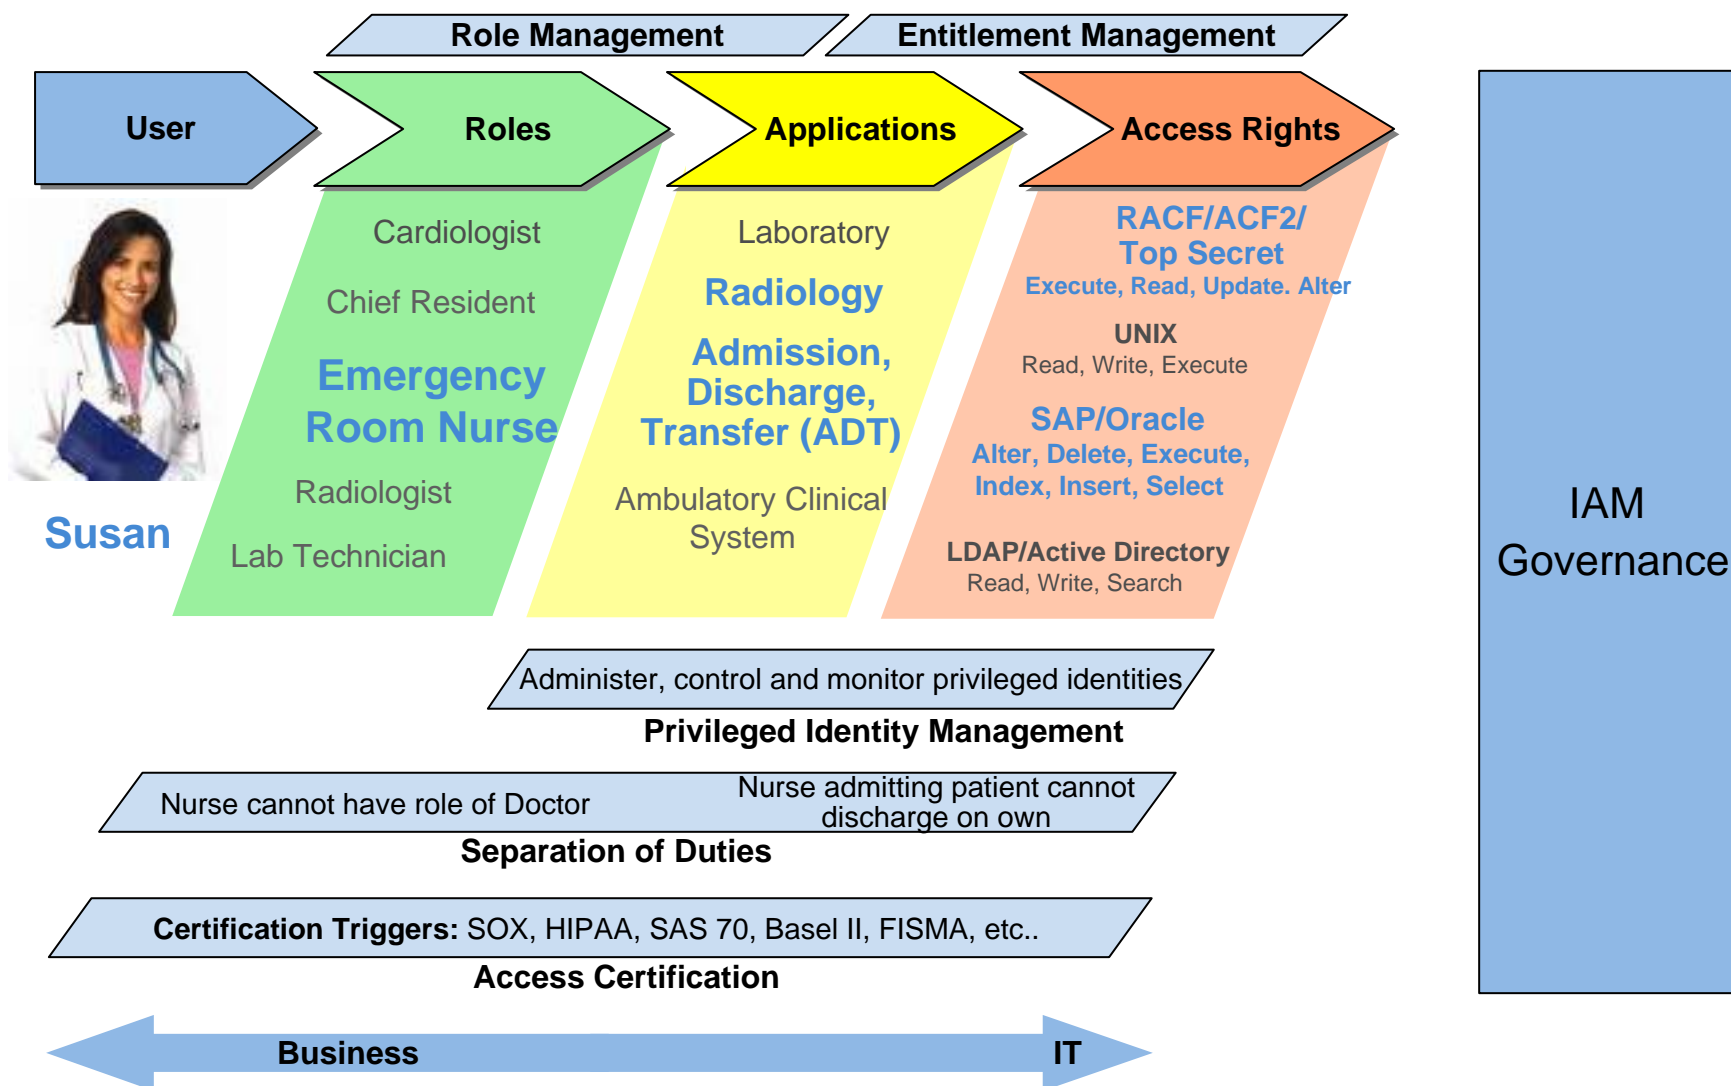 Role Management
Entitlement Management
User
Roles
Applications
Access Rights
Susan
Cardiologist
Chief Resident
Emergency
Room Nurse
Radiologist
Lab Technician
Laboratory
Radiology
Admission,
Discharge,
Transfer (ADT)
Ambulatory Clinical
System
RACF/ACF2/
Top Secret
Execute, Read, Update. Alter
UNIX
Read, Write, Execute
SAP/Oracle
Alter, Delete, Execute,
Index, Insert, Select
LDAP/Active Directory
Read, Write, Search
IAM
Governance
Administer, control and monitor privileged identities
Privileged Identity Management
Nurse cannot have role of Doctor
Nurse admitting patient cannot
discharge on own
Separation of Duties
Certification Triggers: SOX, HIPAA, SAS 70, Basel II, FISMA, etc..
Access Certification
Business
IT